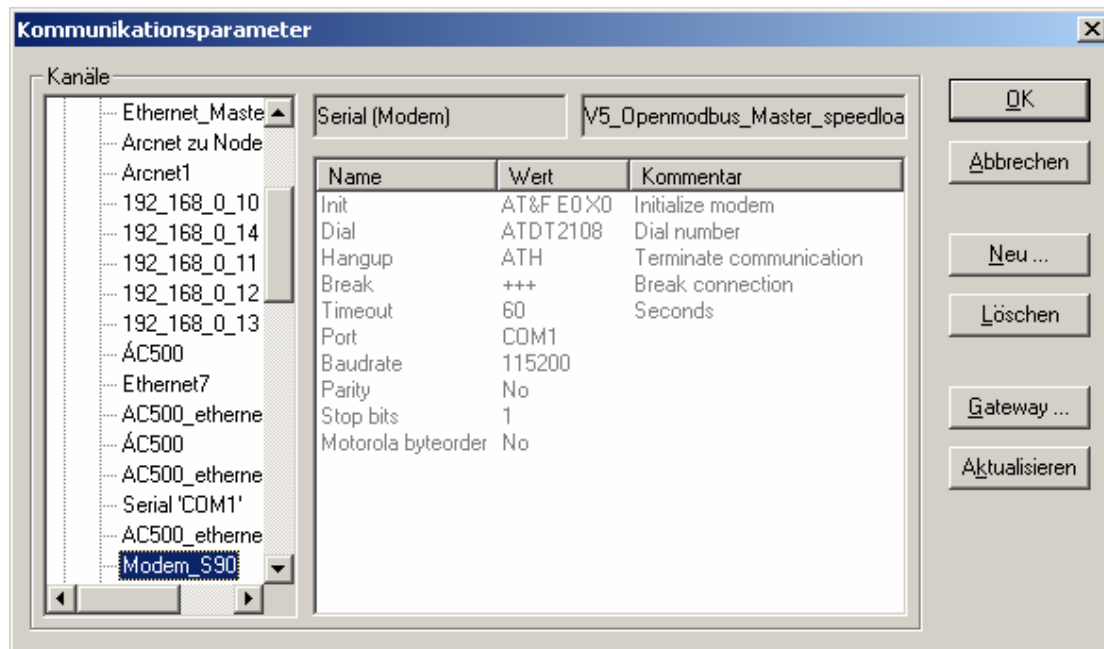 Kommunikationsparameter
Kanäle
Ethernet_Maste
Arcnet zu Node
Arcnet1
192_168_0_10
192_168_0_14
192_168_0_11
192_168_0_12
192_168_0_13
ÁC500
Ethernet7
AC500_etherne
ÁC500
AC500_etherne
Serial 'COM1'
AC500_etherne
Modem_S90
Serial (Modem) V5_Openmodbus_Master_speedloa
Name Wert Kommentar
Init AT&F E0 X0 Initialize modem
Dial ATDT2108 Dial number
Hangup ATH Terminate communication
Break +++ Break connection
Timeout 60 Seconds
Port COM1
Baudrate 115200
Parity No
Stop bits 1
Motorola byteorder No
OK
Abbrechen
Neu ...
Löschen
Gateway ...
Aktualisieren